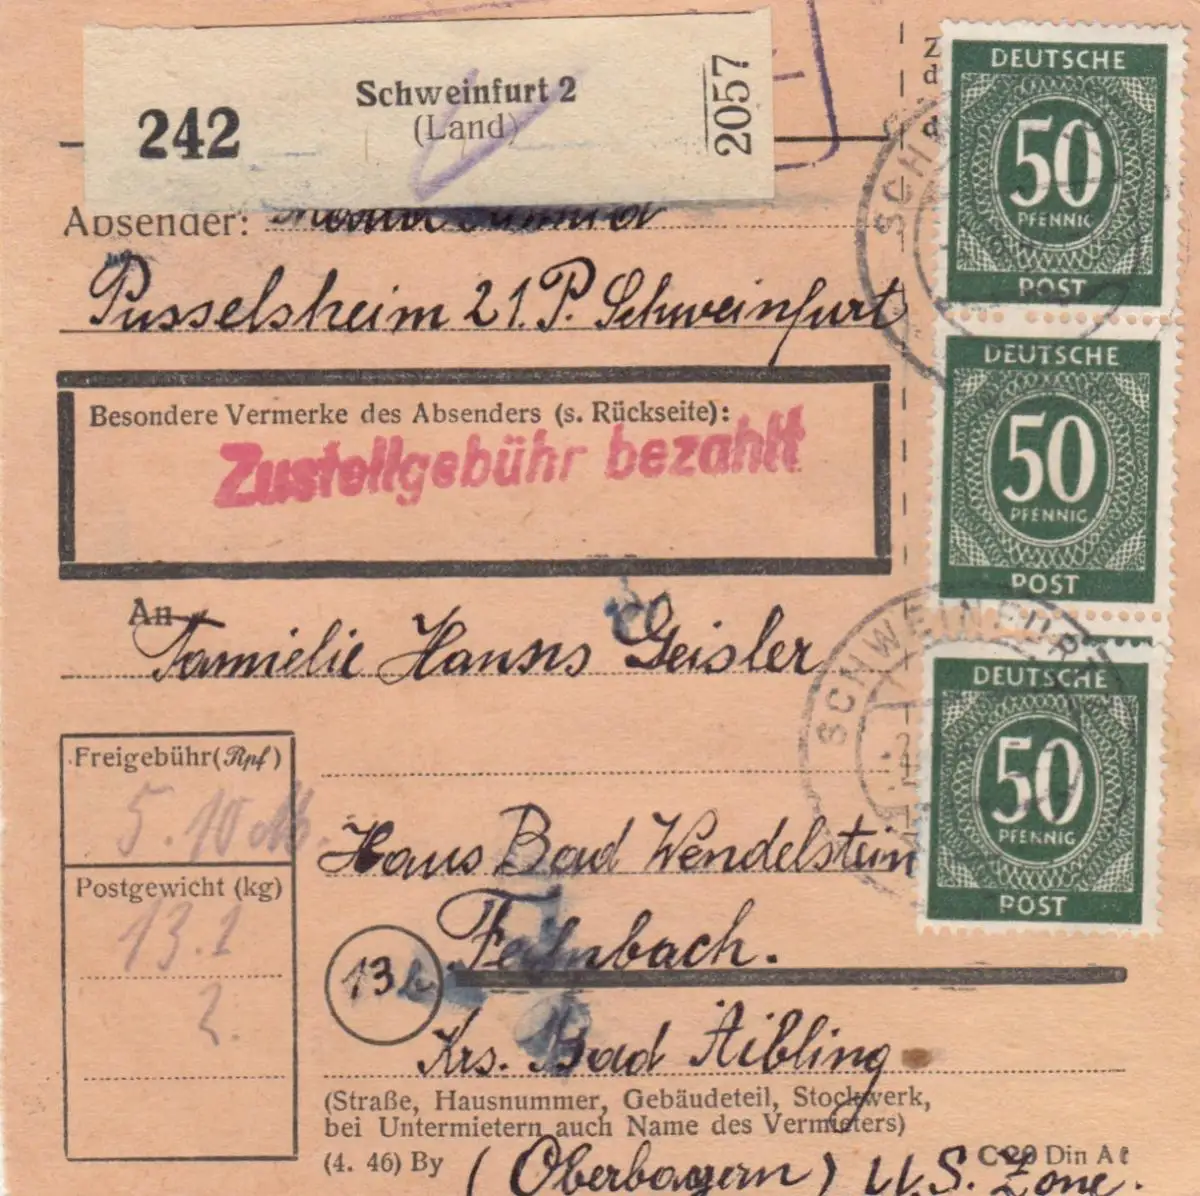 242
Schweinfurt 2
(Land)
2057
Absender:
Pusselsheim 21. P. Schweinfurt
Besondere Vermerke des Absenders (s. Rückseite):
Zustellgebühr bezahlt
An
Familie Hanns Geisler
Freigebühr (Rpf)
5.10
Postgewicht (kg)
13.1
2
Haus Bad Wendelstein
13b
Feilnbach.
Krs. Bad Aibling
(Straße, Hausnummer, Gebäudeteil, Stockwerk,
bei Untermietern auch Name des Vermieters)
(4. 46) By
C 29 Din A
(Oberbayern) U.S. Zone.
DEUTSCHE
50
PFENNIG
POST
DEUTSCHE
50
PFENNIG
POST
DEUTSCHE
50
PFENNIG
POST
SCHWEINFURT